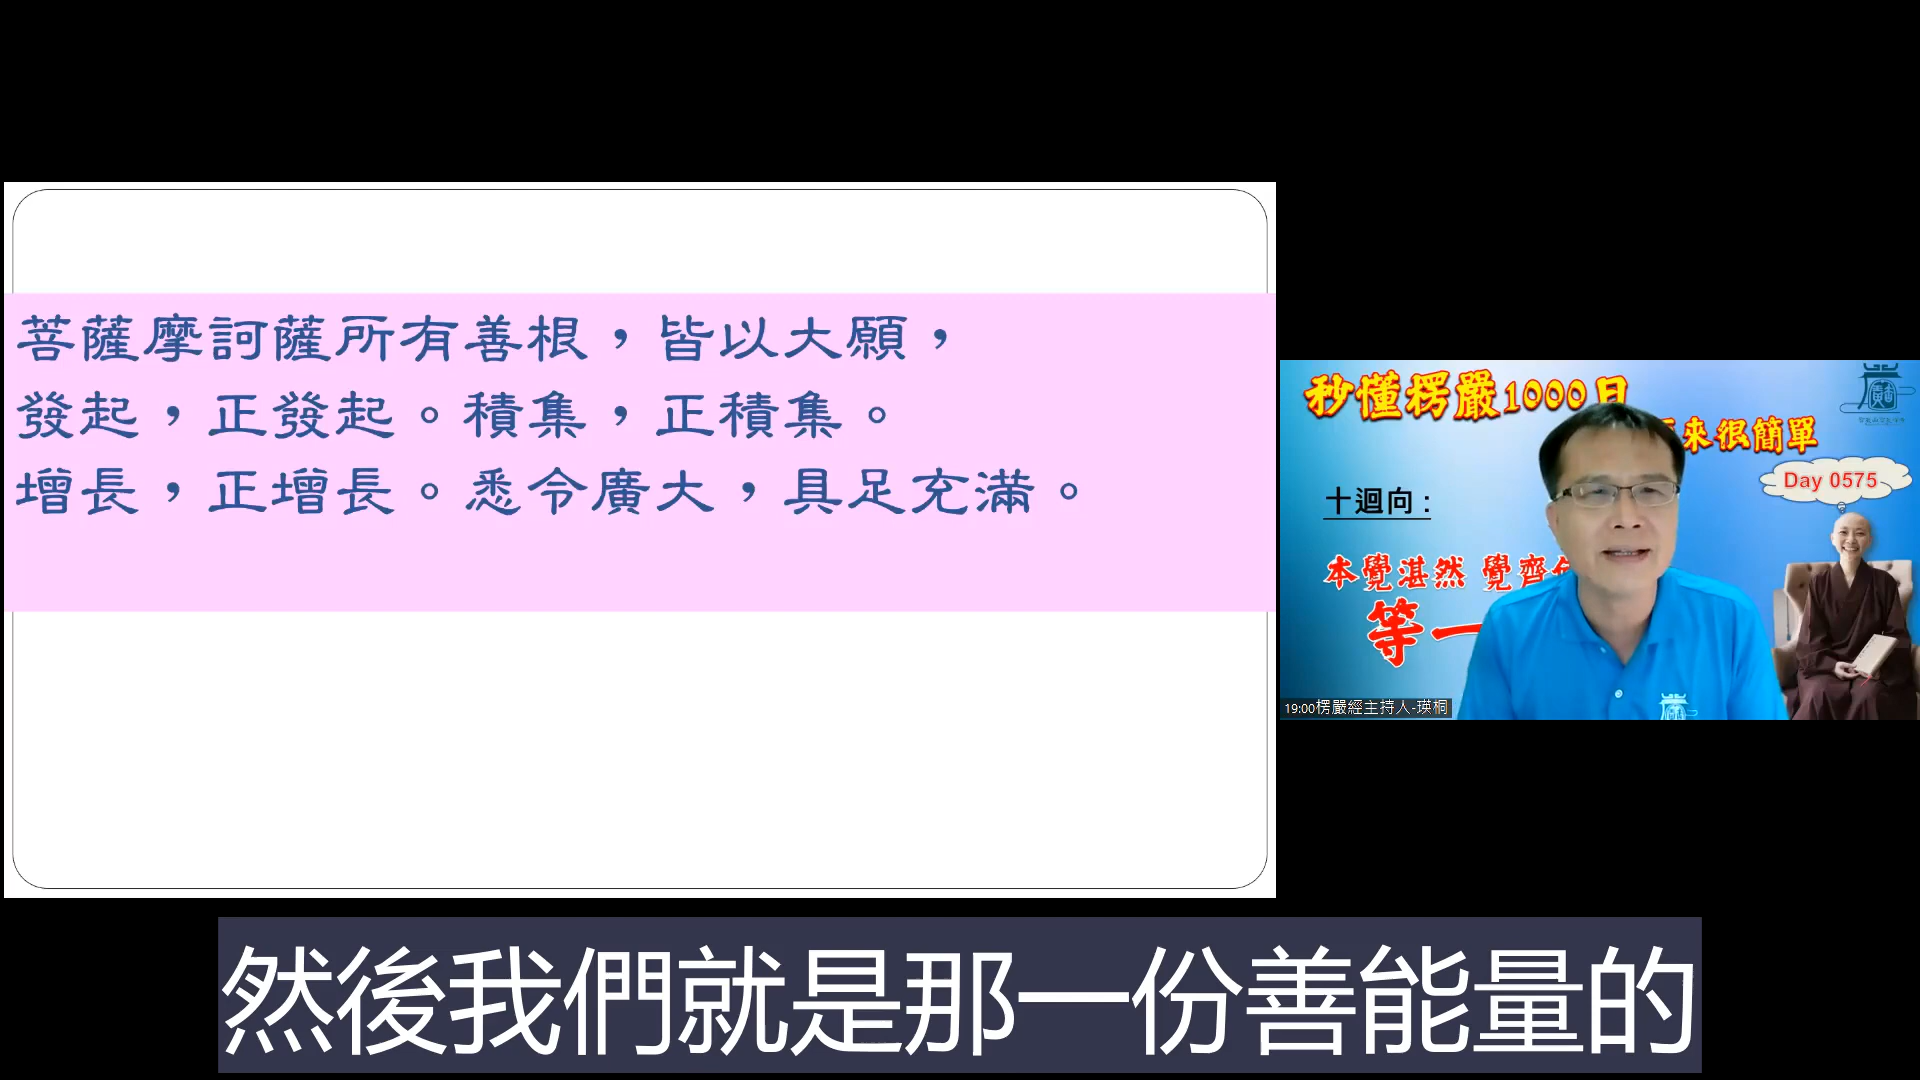 菩薩摩訶薩所有善根，皆以大願，
發起，正發起。積集，正積集。
增長，正增長。悉令廣大，具足充滿。
秒懂楞嚴1000日
來很簡單
Day 0575
十迴向：
本覺湛然 覺齊
等一
19:00楞嚴經主持人-瑛桐
然後我們就是那一份善能量的